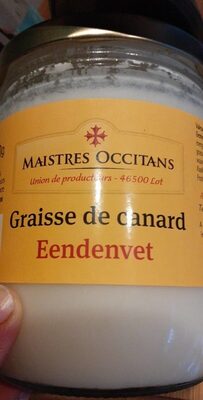 MAISTRES OCCITANS
Union de producteurs - 46500 Lot
Graisse de canard
Eendenvet